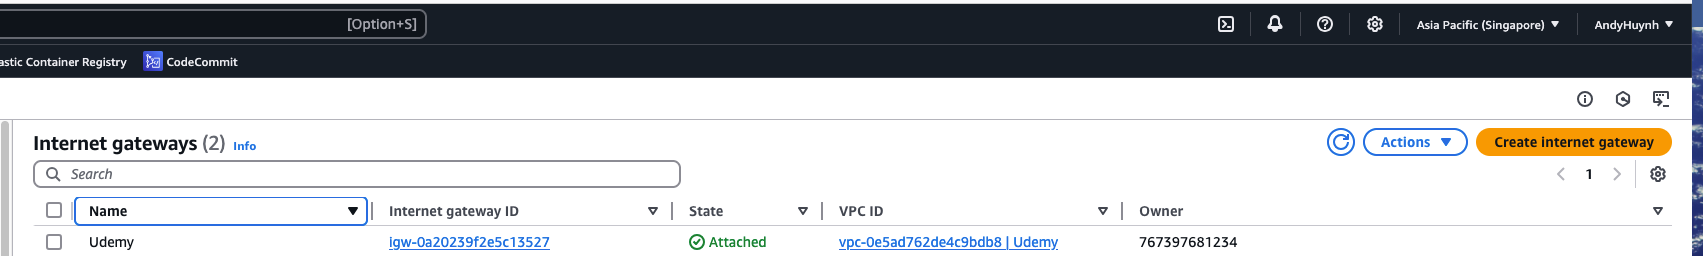 [Option+S]
Asia Pacific (Singapore)
AndyHuynh
astic Container Registry
CodeCommit
Internet gateways (2) Info
Actions
Create internet gateway
Search
1
Name Internet gateway ID State VPC ID Owner
Udemy igw-0a20239f2e5c13527 Attached vpc-0e5ad762de4c9bdb8 | Udemy 767397681234